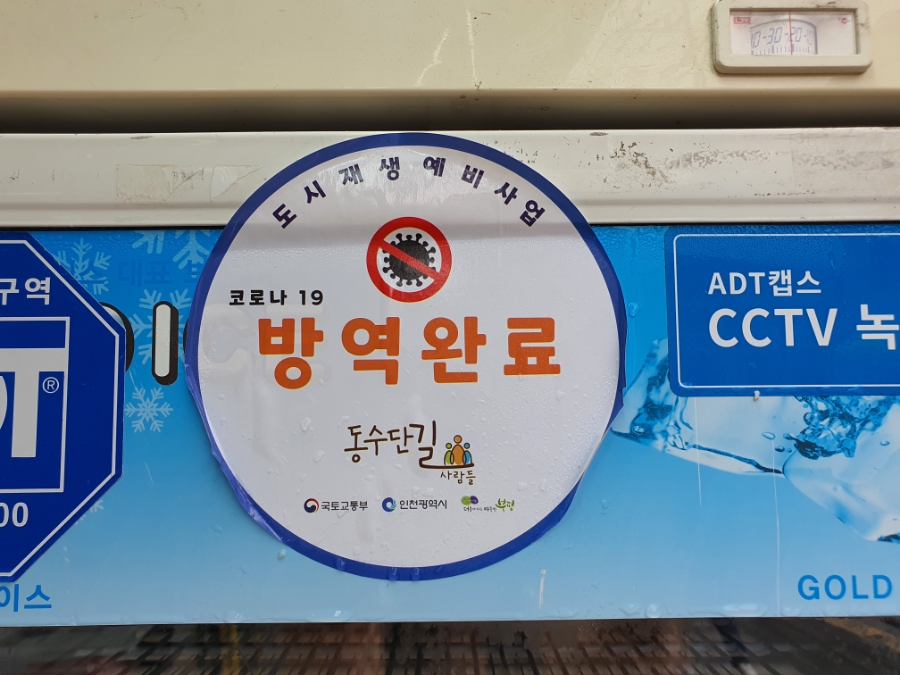 -30-20-
도시재생 예비사업
코로나 19
방역완료
동수단길
사람들
국토교통부
인천광역시
부평
구역
T®
00
이스
ADT캡스
CCTV 녹
GOLD